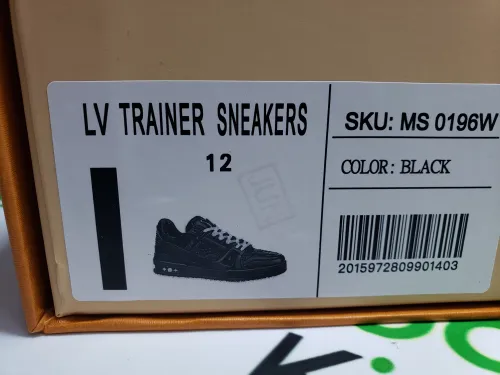 LV TRAINER SNEAKERS
12
SKU: MS 0196W
COLOR: BLACK
2015972809901403